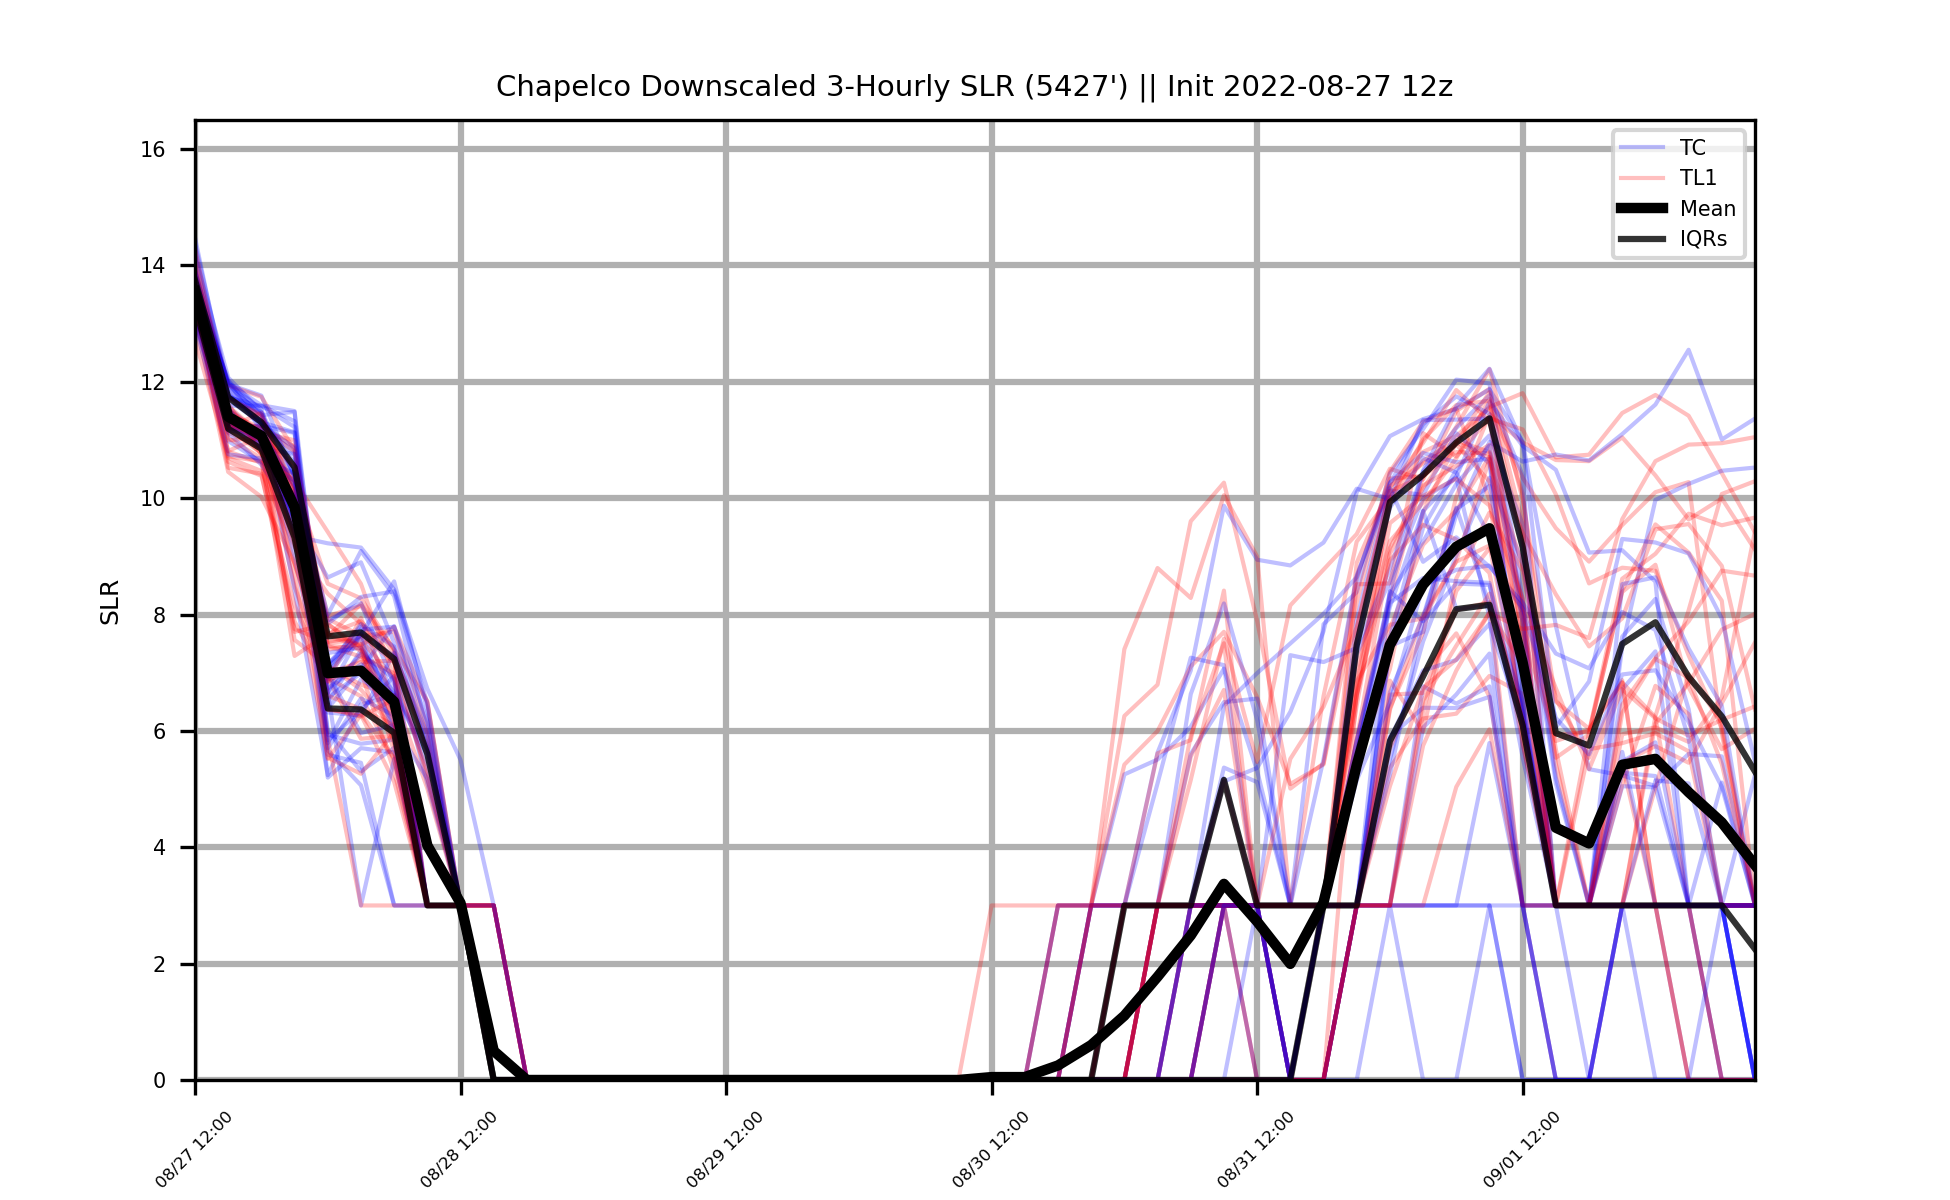 Chapelco Downscaled 3-Hourly SLR (5427') || Init 2022-08-27 12z
TC
TL1
Mean
IQRs
SLR
16
14
12
10
8
6
4
2
0
08/27 12:00
08/28 12:00
08/29 12:00
08/30 12:00
08/31 12:00
09/01 12:00